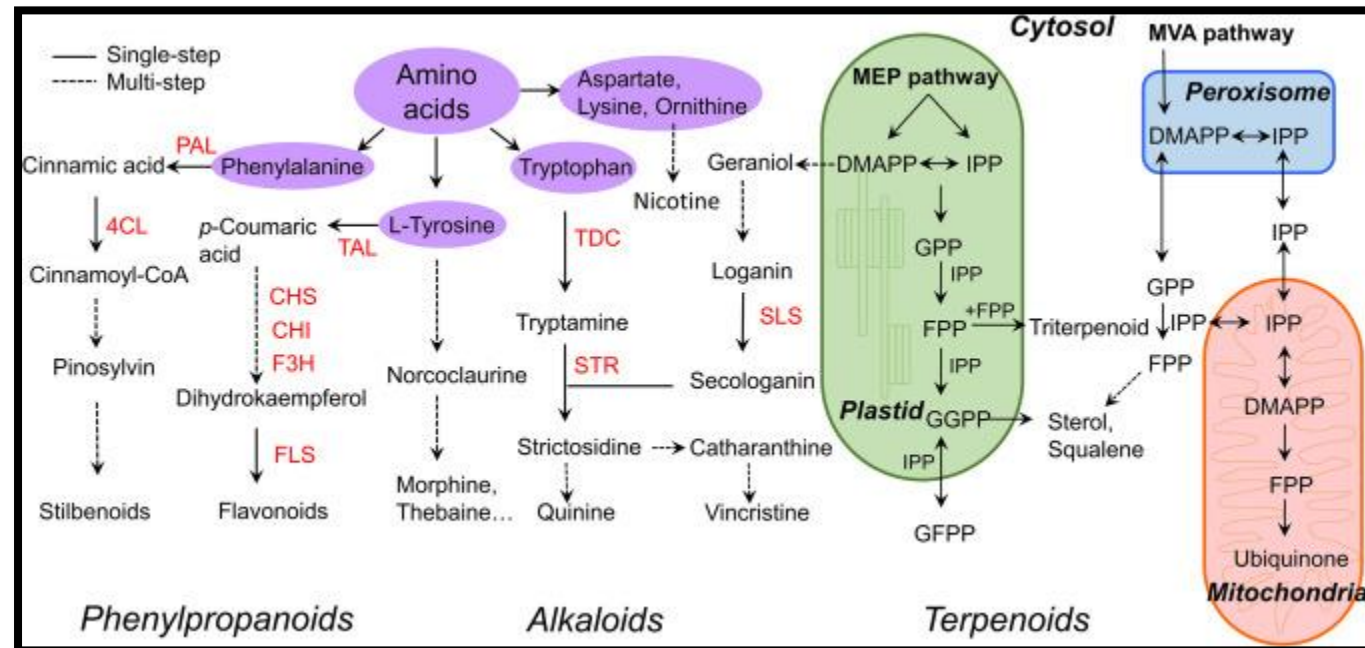 Cytosol
MVA pathway
Single-step
Multi-step
Amino
acids
Aspartate,
Lysine, Ornithine
MEP pathway
Peroxisome
DMAPP
IPP
PAL
Cinnamic acid
Phenylalanine
Tryptophan
Geraniol
DMAPP
IPP
Nicotine
4CL
p-Coumaric
acid
TAL
L-Tyrosine
TDC
GPP
IPP
IPP
Cinnamoyl-CoA
Loganin
GPP
CHS
CHI
F3H
Tryptamine
SLS
FPP
+FPP
Triterpenoid
IPP
IPP
Pinosylvin
Norcoclaurine
STR
Secologanin
IPP
FPP
Dihydrokaempferol
Plastid
GGPP
Sterol,
Squalene
DMAPP
FLS
Strictosidine
Catharanthine
IPP
FPP
Stilbenoids
Flavonoids
Morphine,
Thebaine…
Quinine
Vincristine
GFPP
Ubiquinone
Mitochondria
Phenylpropanoids
Alkaloids
Terpenoids